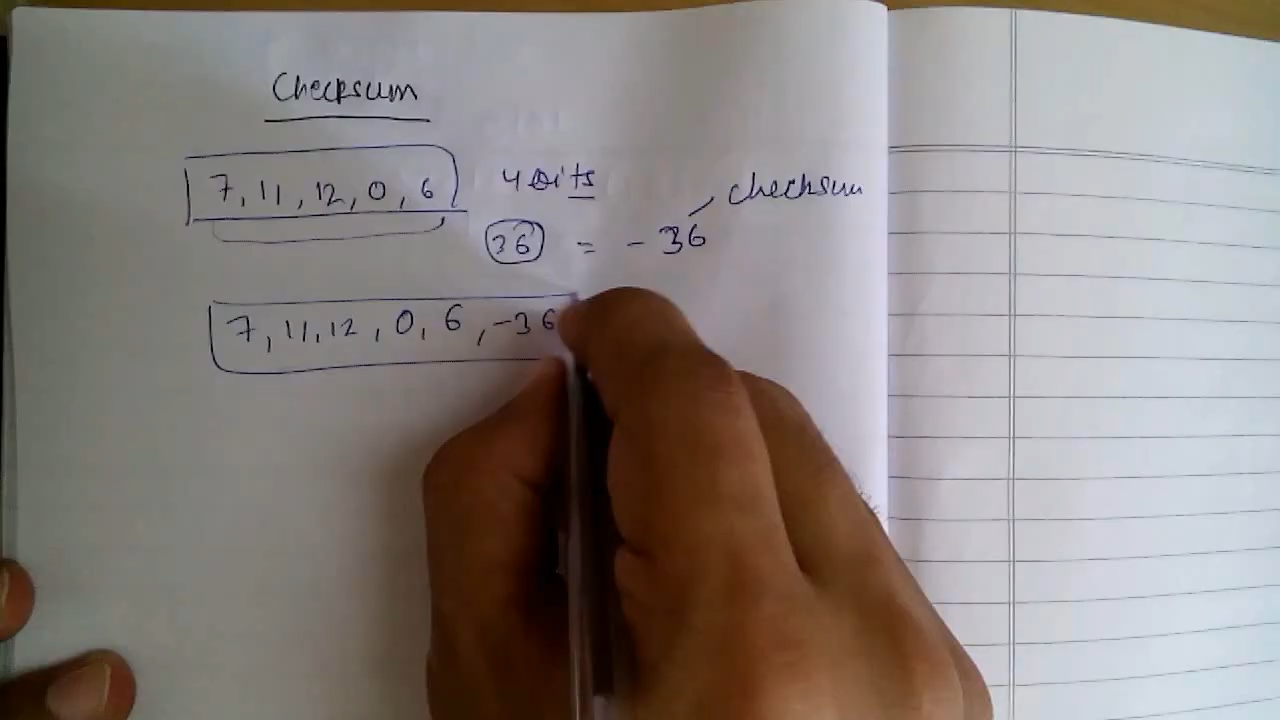 Checksum
7, 11, 12, 0, 6
4 bits
checksum
36 = - 36
7, 11, 12, 0, 6, -36